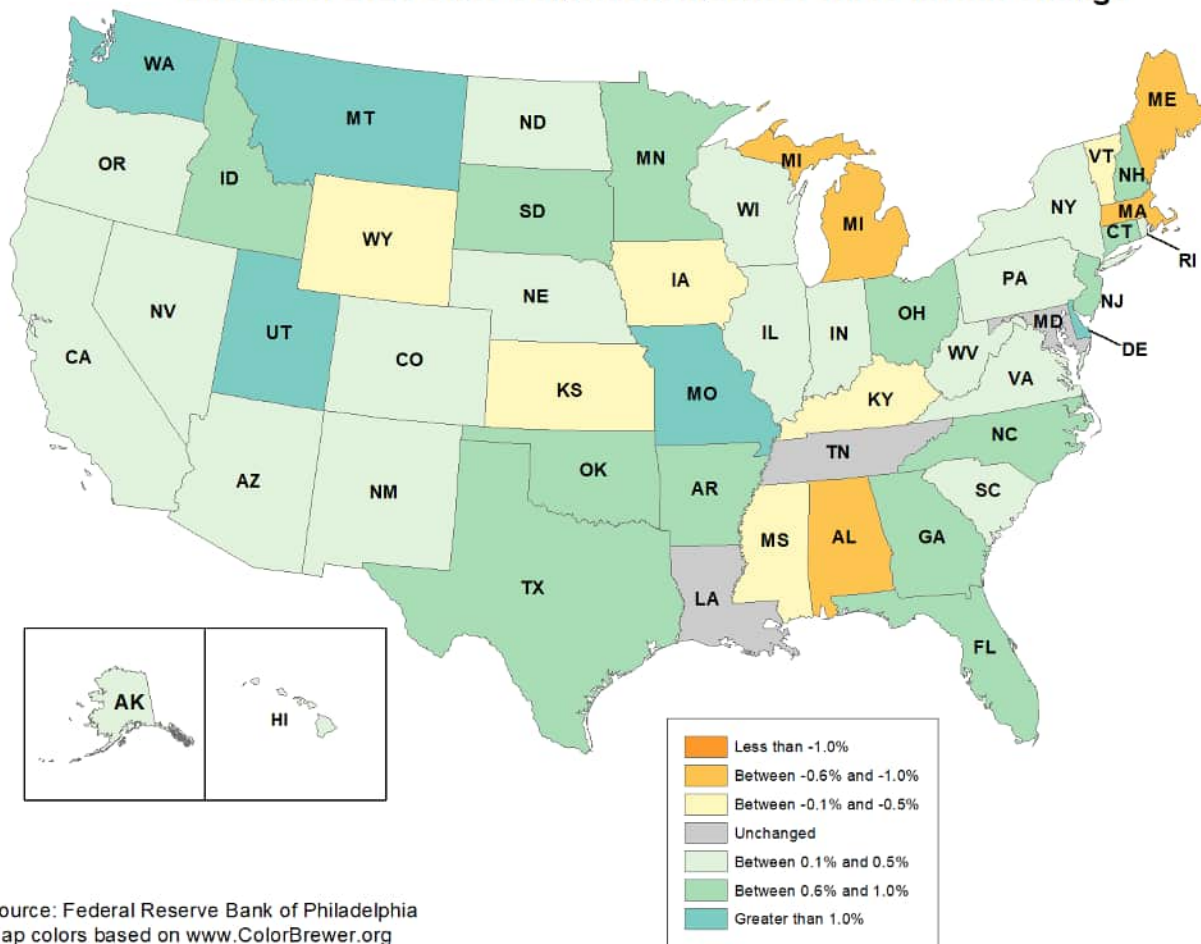 WA
MT
ND
MN
ME
OR
ID
SD
WI
MI
MI
VT
NH
NY
MA
CT
RI
WY
IA
NE
PA
NJ
NV
UT
CO
IL
IN
OH
MD
DE
CA
KS
MO
WV
VA
KY
AZ
NM
OK
AR
TN
NC
SC
MS
AL
GA
TX
LA
FL
AK
HI
Less than -1.0%
Between -0.6% and -1.0%
Between -0.1% and -0.5%
Unchanged
Between 0.1% and 0.5%
Between 0.6% and 1.0%
Greater than 1.0%
ource: Federal Reserve Bank of Philadelphia
ap colors based on www.ColorBrewer.org